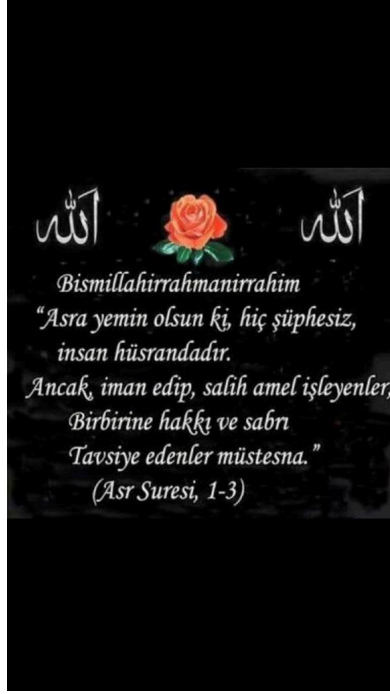 الله الله
Bismillahirrahmanirrahim
“Asra yemin olsun ki, hiç şüphesiz,
insan hüsrandadır.
Ancak, iman edip, salih amel işleyenler,
Birbirine hakkı ve sabrı
Tavsiye edenler müstesna.”
(Asr Suresi, 1-3)